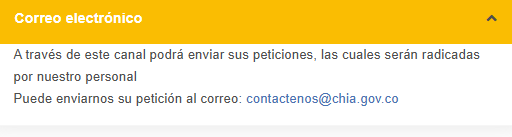 Correo electrónico
A través de este canal podrá enviar sus peticiones, las cuales serán radicadas
por nuestro personal
Puede enviarnos su petición al correo: contactenos@chia.gov.co